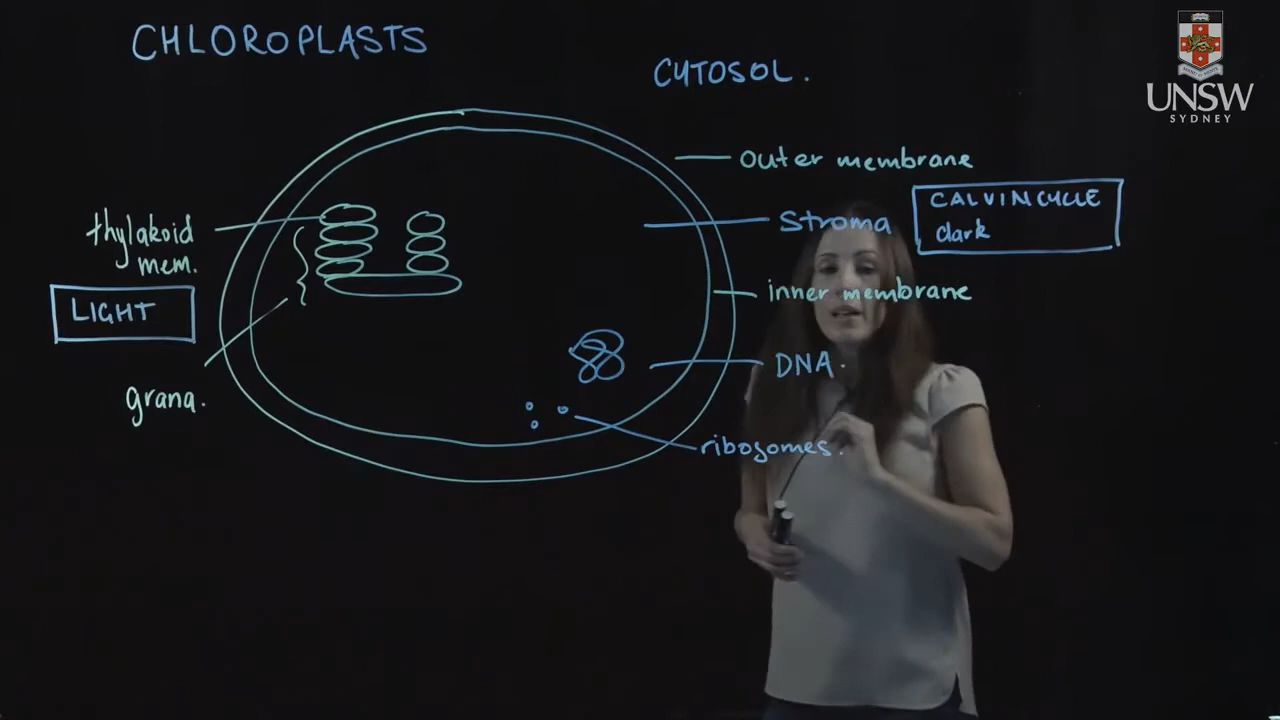 CHLOROPLASTS
CYTOSOL.
UNSW
SYDNEY
outer membrane
thylakoid
mem.
Stroma
CALVIN CYCLE
dark
inner membrane
LIGHT
DNA.
grana.
ribosomes.